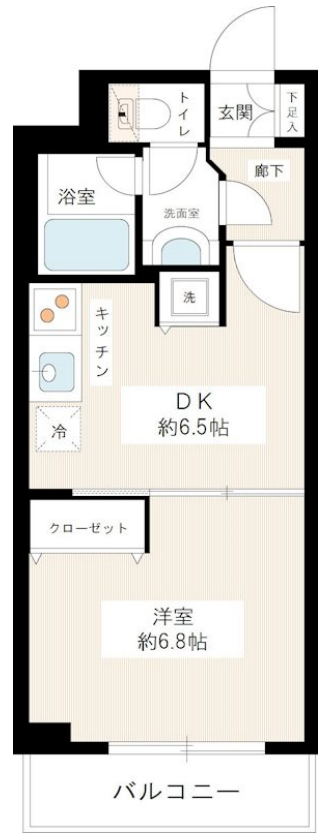 トイレ
玄関
下足入
廊下
浴室
洗面室
洗
キッチン
冷
DK
約6.5帖
クローゼット
洋室
約6.8帖
バルコニー